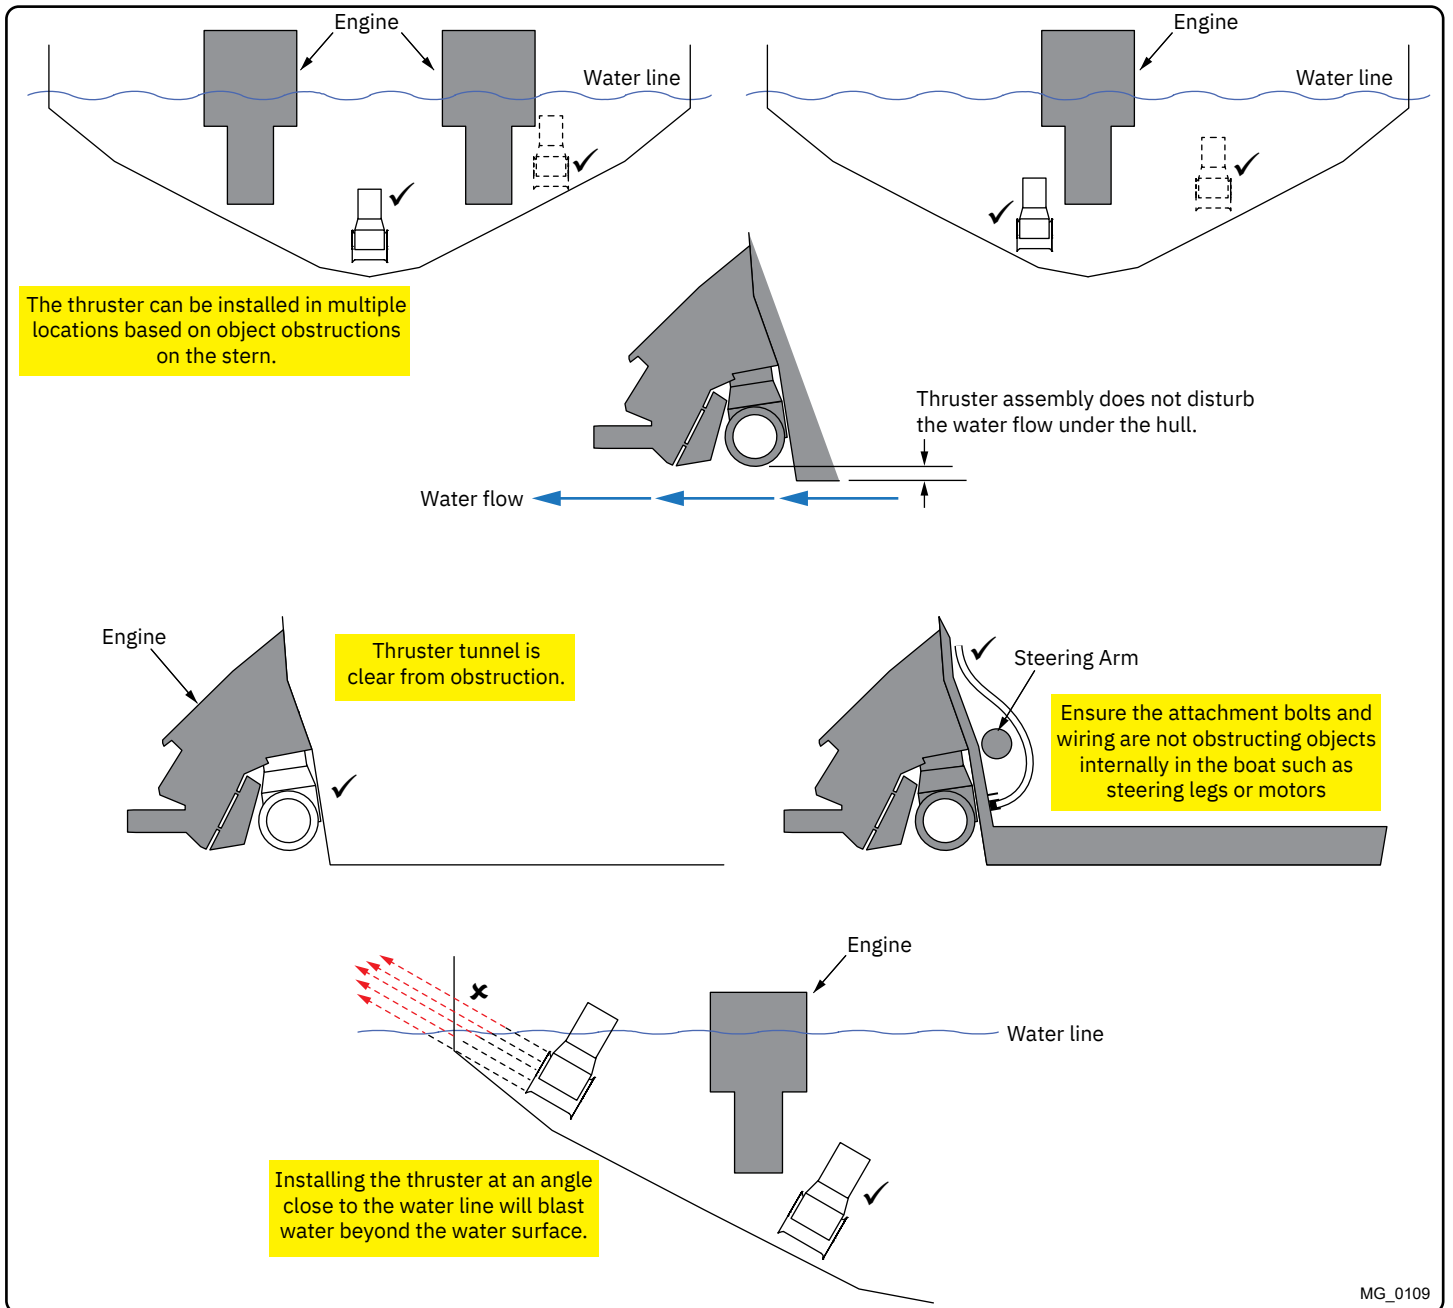 Engine
Water line
Engine
Water line
The thruster can be installed in multiple
locations based on object obstructions
on the stern.
Thruster assembly does not disturb
the water flow under the hull.
Water flow
Engine
Thruster tunnel is
clear from obstruction.
Steering Arm
Ensure the attachment bolts and
wiring are not obstructing objects
internally in the boat such as
steering legs or motors
Engine
Water line
Installing the thruster at an angle
close to the water line will blast
water beyond the water surface.
MG_0109